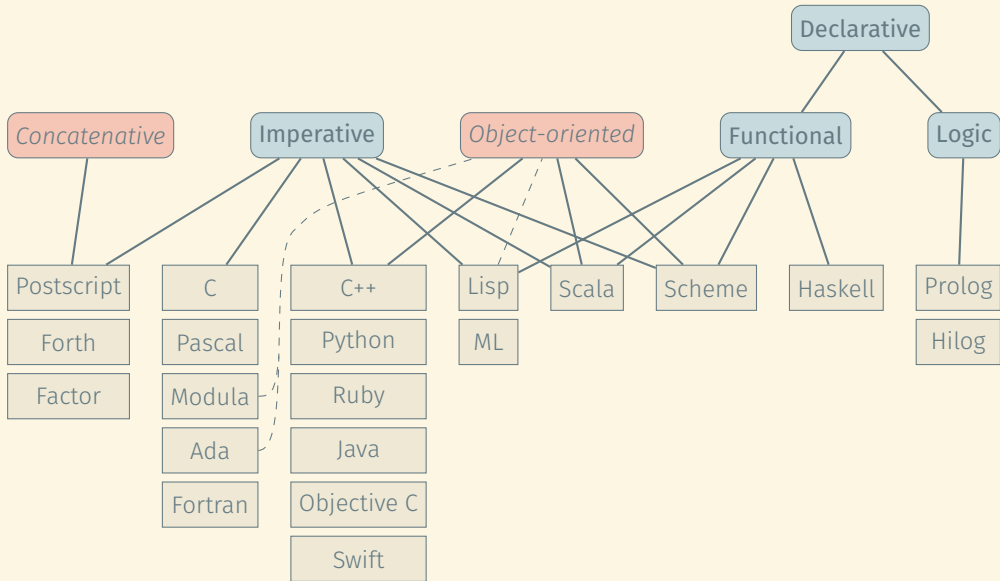 Declarative
Concatenative
Imperative
Object-oriented
Functional
Logic
Postscript
C
C++
Lisp
Scala
Scheme
Haskell
Prolog
Forth
Pascal
Python
ML
Hilog
Factor
Modula
Ruby
Ada
Java
Fortran
Objective C
Swift